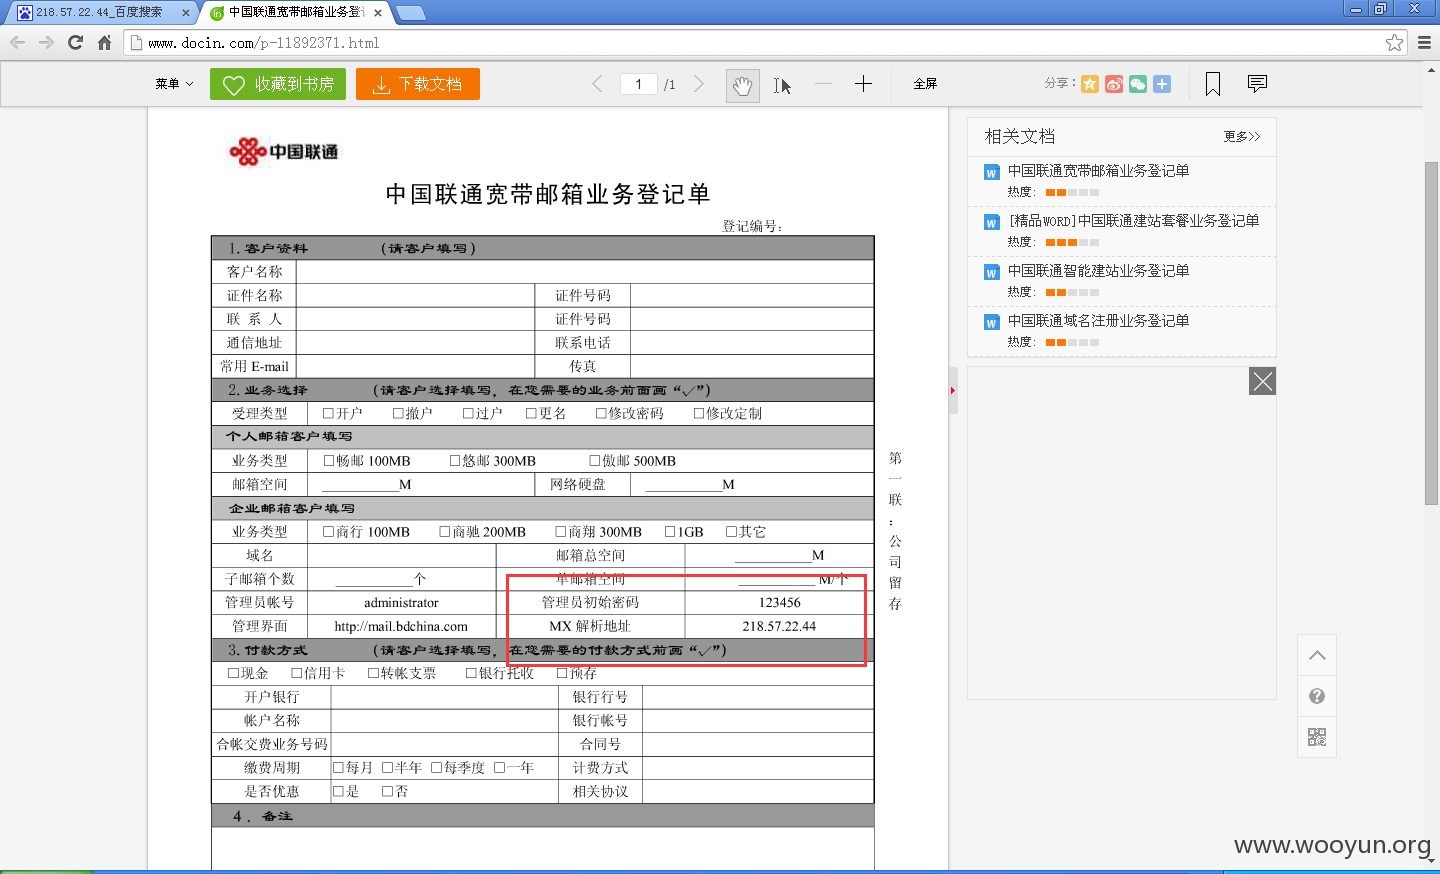 218.57.22.44_百度搜索
中国联通宽带邮箱业务登记
www.docin.com/p-11892371.html
菜单
收藏到书房
下载文档
1 /1
全屏
分享：
中国联通
中国联通宽带邮箱业务登记单
登记编号：
1.客户资料 （请客户填写）
客户名称
证件名称 证件号码
联 系 人 证件号码
通信地址 联系电话
常用 E-mail 传真
2.业务选择 （请客户选择填写，在您需要的业务前面画“√”）
受理类型 □开户 □撤户 □过户 □更名 □修改密码 □修改定制
个人邮箱客户填写
业务类型 □畅邮 100MB □悠邮 300MB □傲邮 500MB
邮箱空间 ___________M 网络硬盘 ___________M
企业邮箱客户填写
业务类型 □商行 100MB □商驰 200MB □商翔 300MB □1GB □其它
域名 邮箱总空间 ___________M
子邮箱个数 ___________个 单邮箱空间 ___________ M/个
管理员帐号 administrator 管理员初始密码 123456
管理界面 http://mail.bdchina.com MX 解析地址 218.57.22.44
3.付款方式 （请客户选择填写，在您需要的付款方式前画“√”）
□现金 □信用卡 □转帐支票 □银行托收 □预存
开户银行 银行行号
帐户名称 银行帐号
合帐交费业务号码 合同号
缴费周期 □每月 □半年 □每季度 □一年 计费方式
是否优惠 □是 □否 相关协议
4．备注
第一联：公司留存
相关文档 更多>>
中国联通宽带邮箱业务登记单
热度：
[精品WORD]中国联通建站套餐业务登记单
热度：
中国联通智能建站业务登记单
热度：
中国联通域名注册业务登记单
热度：
www.wooyun.org